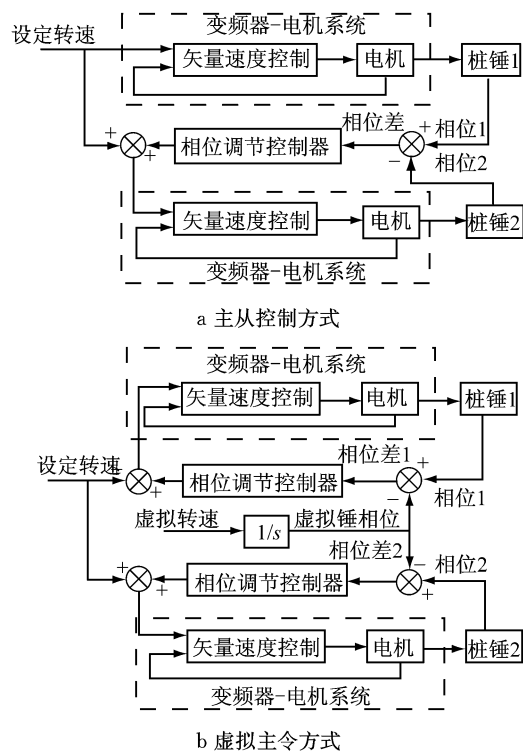 变频器-电机系统
设定转速
矢量速度控制
电机
桩锤1
相位差
+
相位1
+
+
相位调节控制器
−
相位2
矢量速度控制
电机
桩锤2
变频器-电机系统
a 主从控制方式
变频器-电机系统
矢量速度控制
电机
桩锤1
设定转速
+
相位差1
+
+
相位调节控制器
−
相位1
虚拟转速
1/s
虚拟锤相位
相位差2
+
−
相位2
+
相位调节控制器
+
矢量速度控制
电机
桩锤2
变频器-电机系统
b 虚拟主令方式